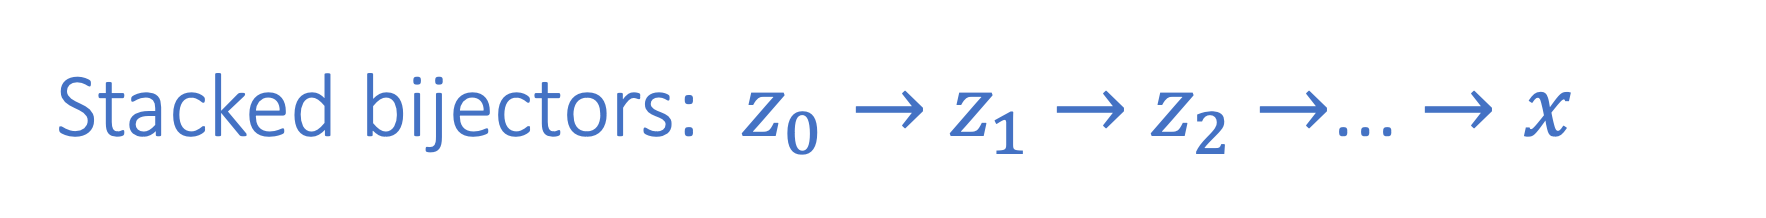 Stacked bijectors: z₀ → z₁ → z₂ →… → x